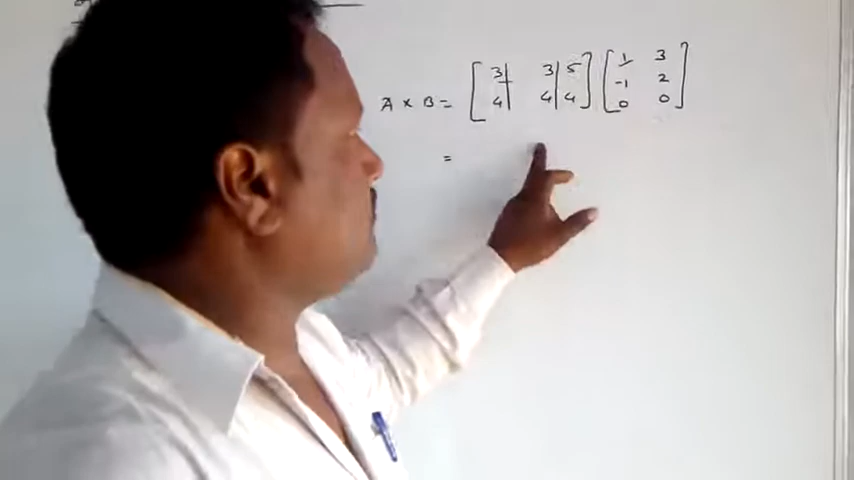 A × B = [ 3 | 3 | 5 ] [ 1 3 ]
4 | 4 | 4 -1 2
0 0
=